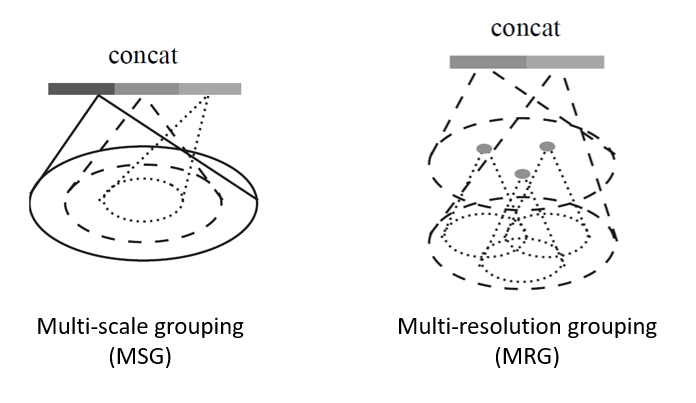 concat
concat
Multi-scale grouping
(MSG)
Multi-resolution grouping
(MRG)